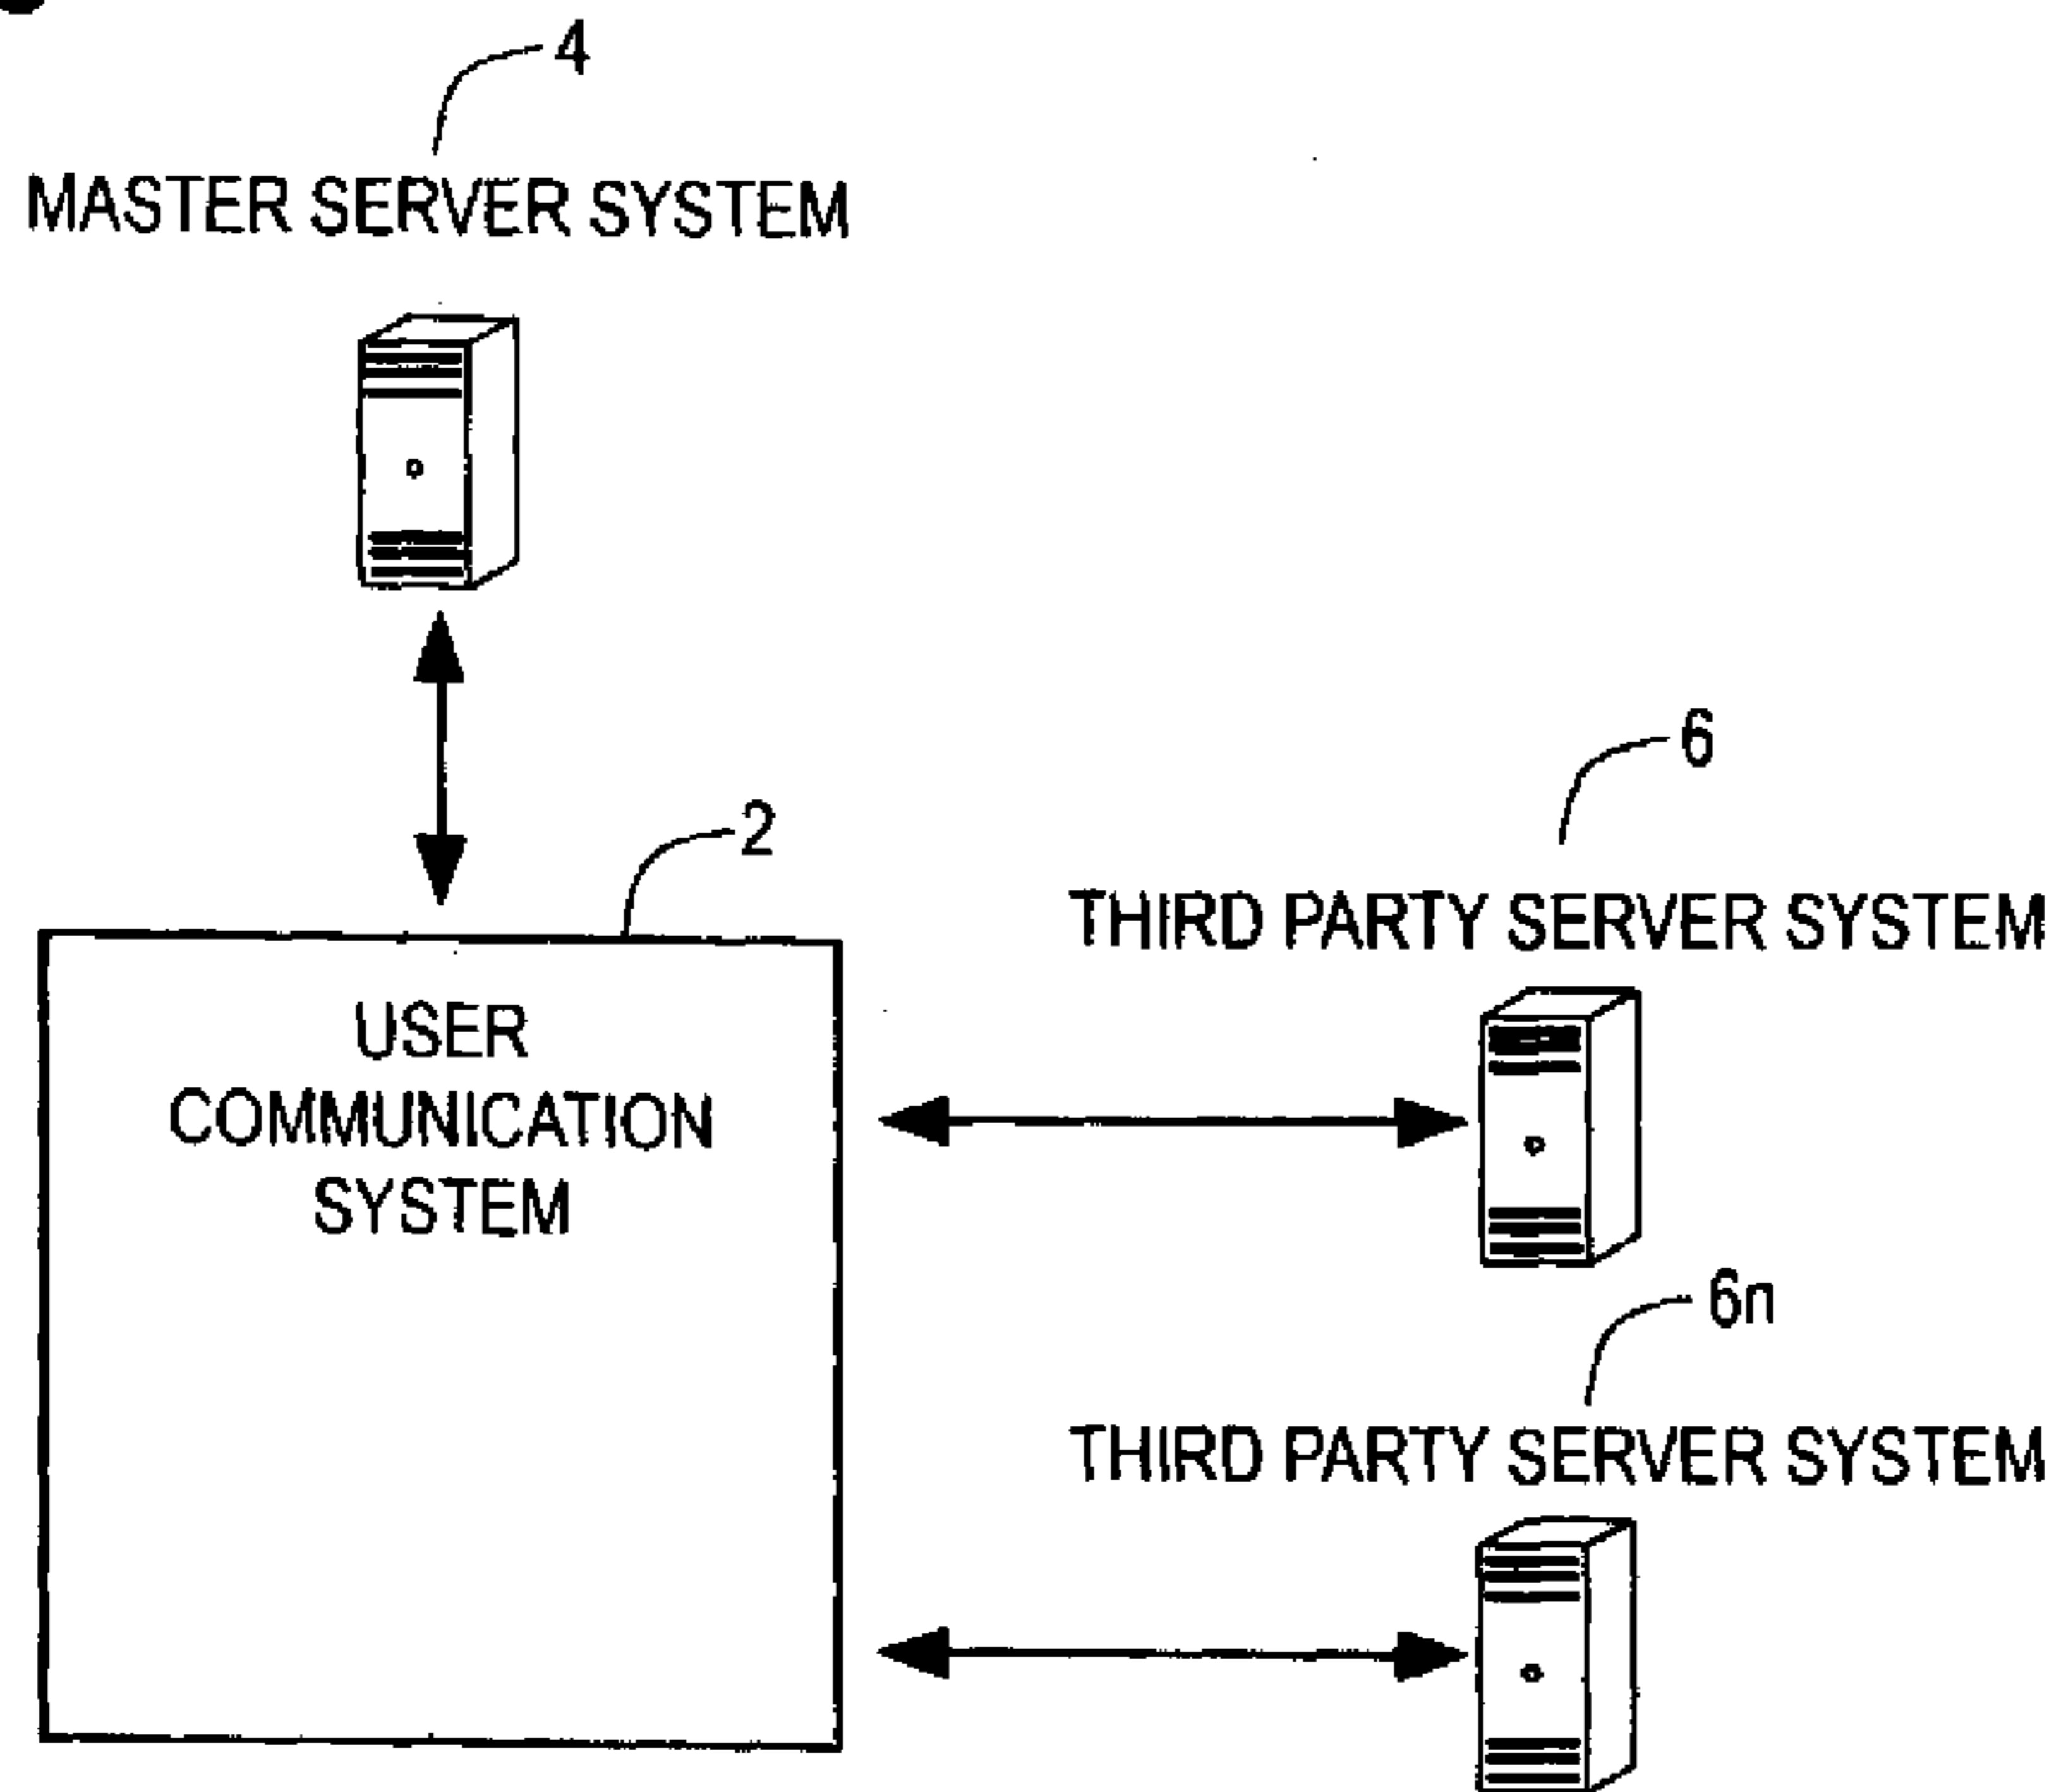 4
MASTER SERVER SYSTEM
2
USER
COMMUNICATION
SYSTEM
6
THIRD PARTY SERVER SYSTEM
6n
THIRD PARTY SERVER SYSTEM